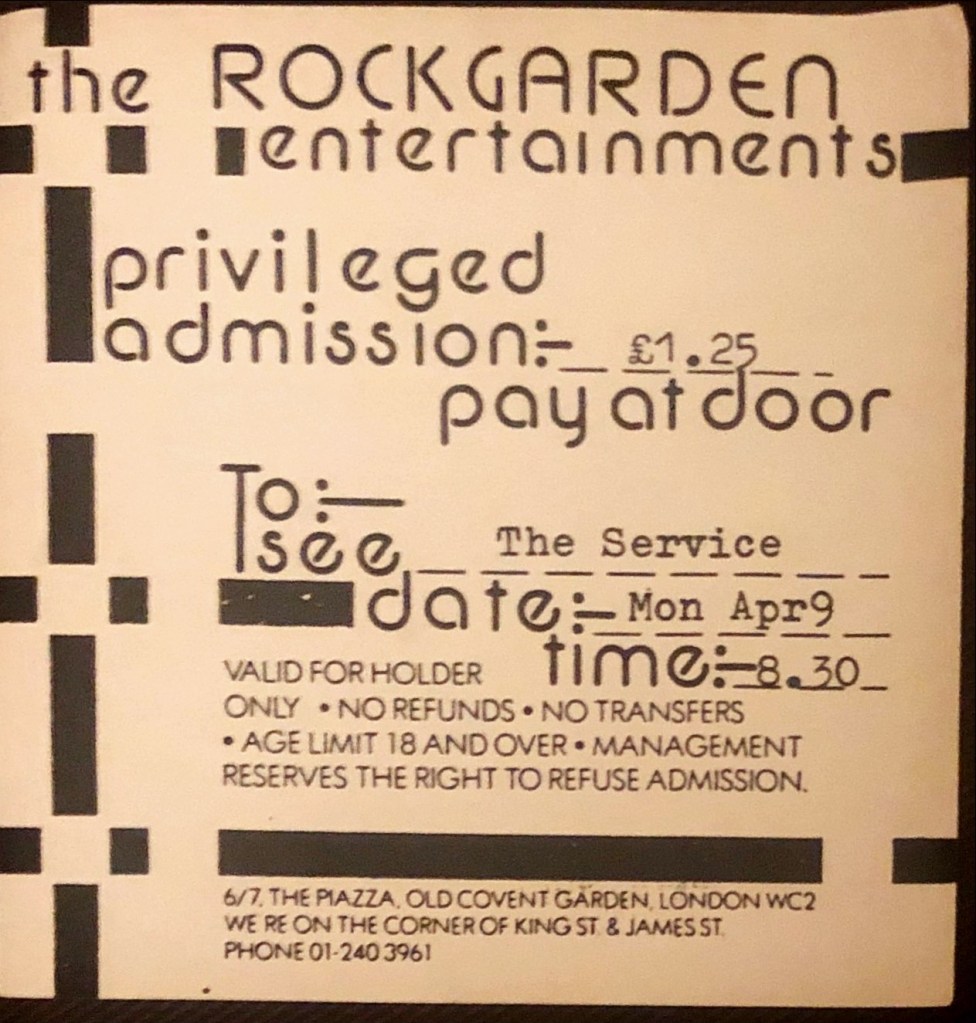 the ROCKGARDEN
entertainments
privileged
admission:- £1.25
pay at door
To:-
see The Service
date:- Mon Apr9
time:- 8.30
VALID FOR HOLDER
ONLY • NO REFUNDS • NO TRANSFERS
• AGE LIMIT 18 AND OVER • MANAGEMENT
RESERVES THE RIGHT TO REFUSE ADMISSION.
6/7, THE PIAZZA, OLD COVENT GARDEN, LONDON WC2
WE RE ON THE CORNER OF KING ST. & JAMES ST.
PHONE 01-240 3961